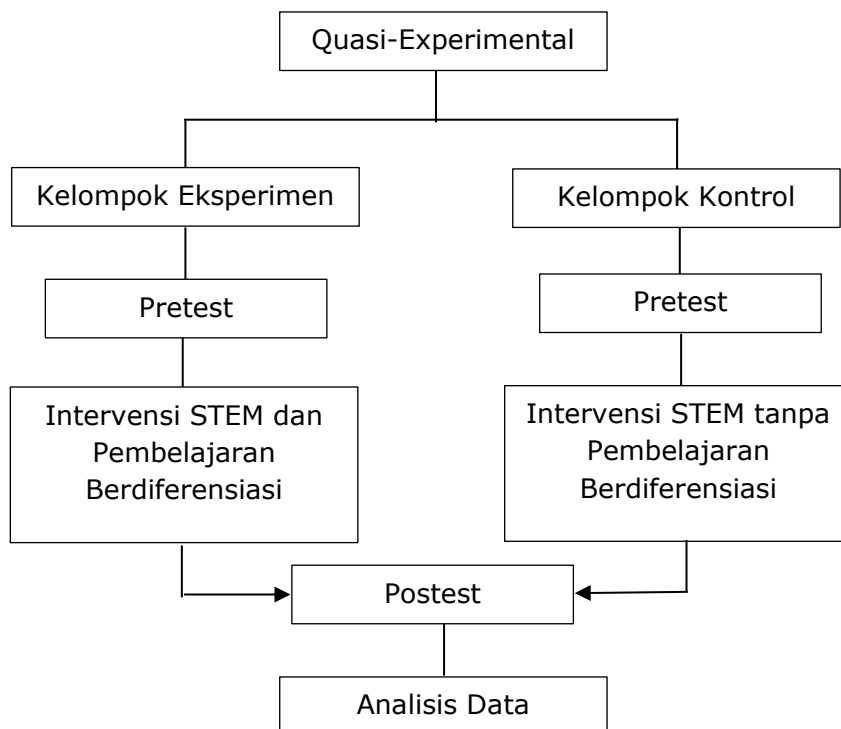 Quasi-Experimental
Kelompok Eksperimen
Kelompok Kontrol
Pretest
Pretest
Intervensi STEM dan
Pembelajaran
Berdiferensiasi
Intervensi STEM tanpa
Pembelajaran
Berdiferensiasi
Postest
Analisis Data